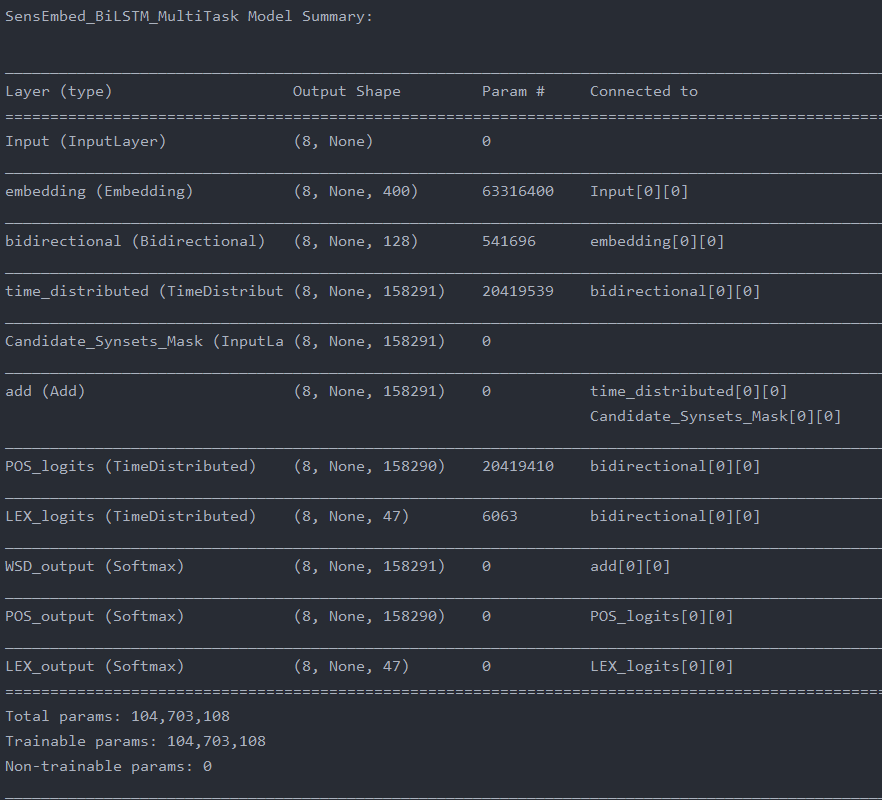 SensEmbed_BiLSTM_MultiTask Model Summary:
Layer (type) Output Shape Param # Connected to
Input (InputLayer) (8, None) 0
embedding (Embedding) (8, None, 400) 63316400 Input[0][0]
bidirectional (Bidirectional) (8, None, 128) 541696 embedding[0][0]
time_distributed (TimeDistribut (8, None, 158291) 20419539 bidirectional[0][0]
Candidate_Synsets_Mask (InputLa (8, None, 158291) 0
add (Add) (8, None, 158291) 0 time_distributed[0][0]
Candidate_Synsets_Mask[0][0]
POS_logits (TimeDistributed) (8, None, 158290) 20419410 bidirectional[0][0]
LEX_logits (TimeDistributed) (8, None, 47) 6063 bidirectional[0][0]
WSD_output (Softmax) (8, None, 158291) 0 add[0][0]
POS_output (Softmax) (8, None, 158290) 0 POS_logits[0][0]
LEX_output (Softmax) (8, None, 47) 0 LEX_logits[0][0]
Total params: 104,703,108
Trainable params: 104,703,108
Non-trainable params: 0